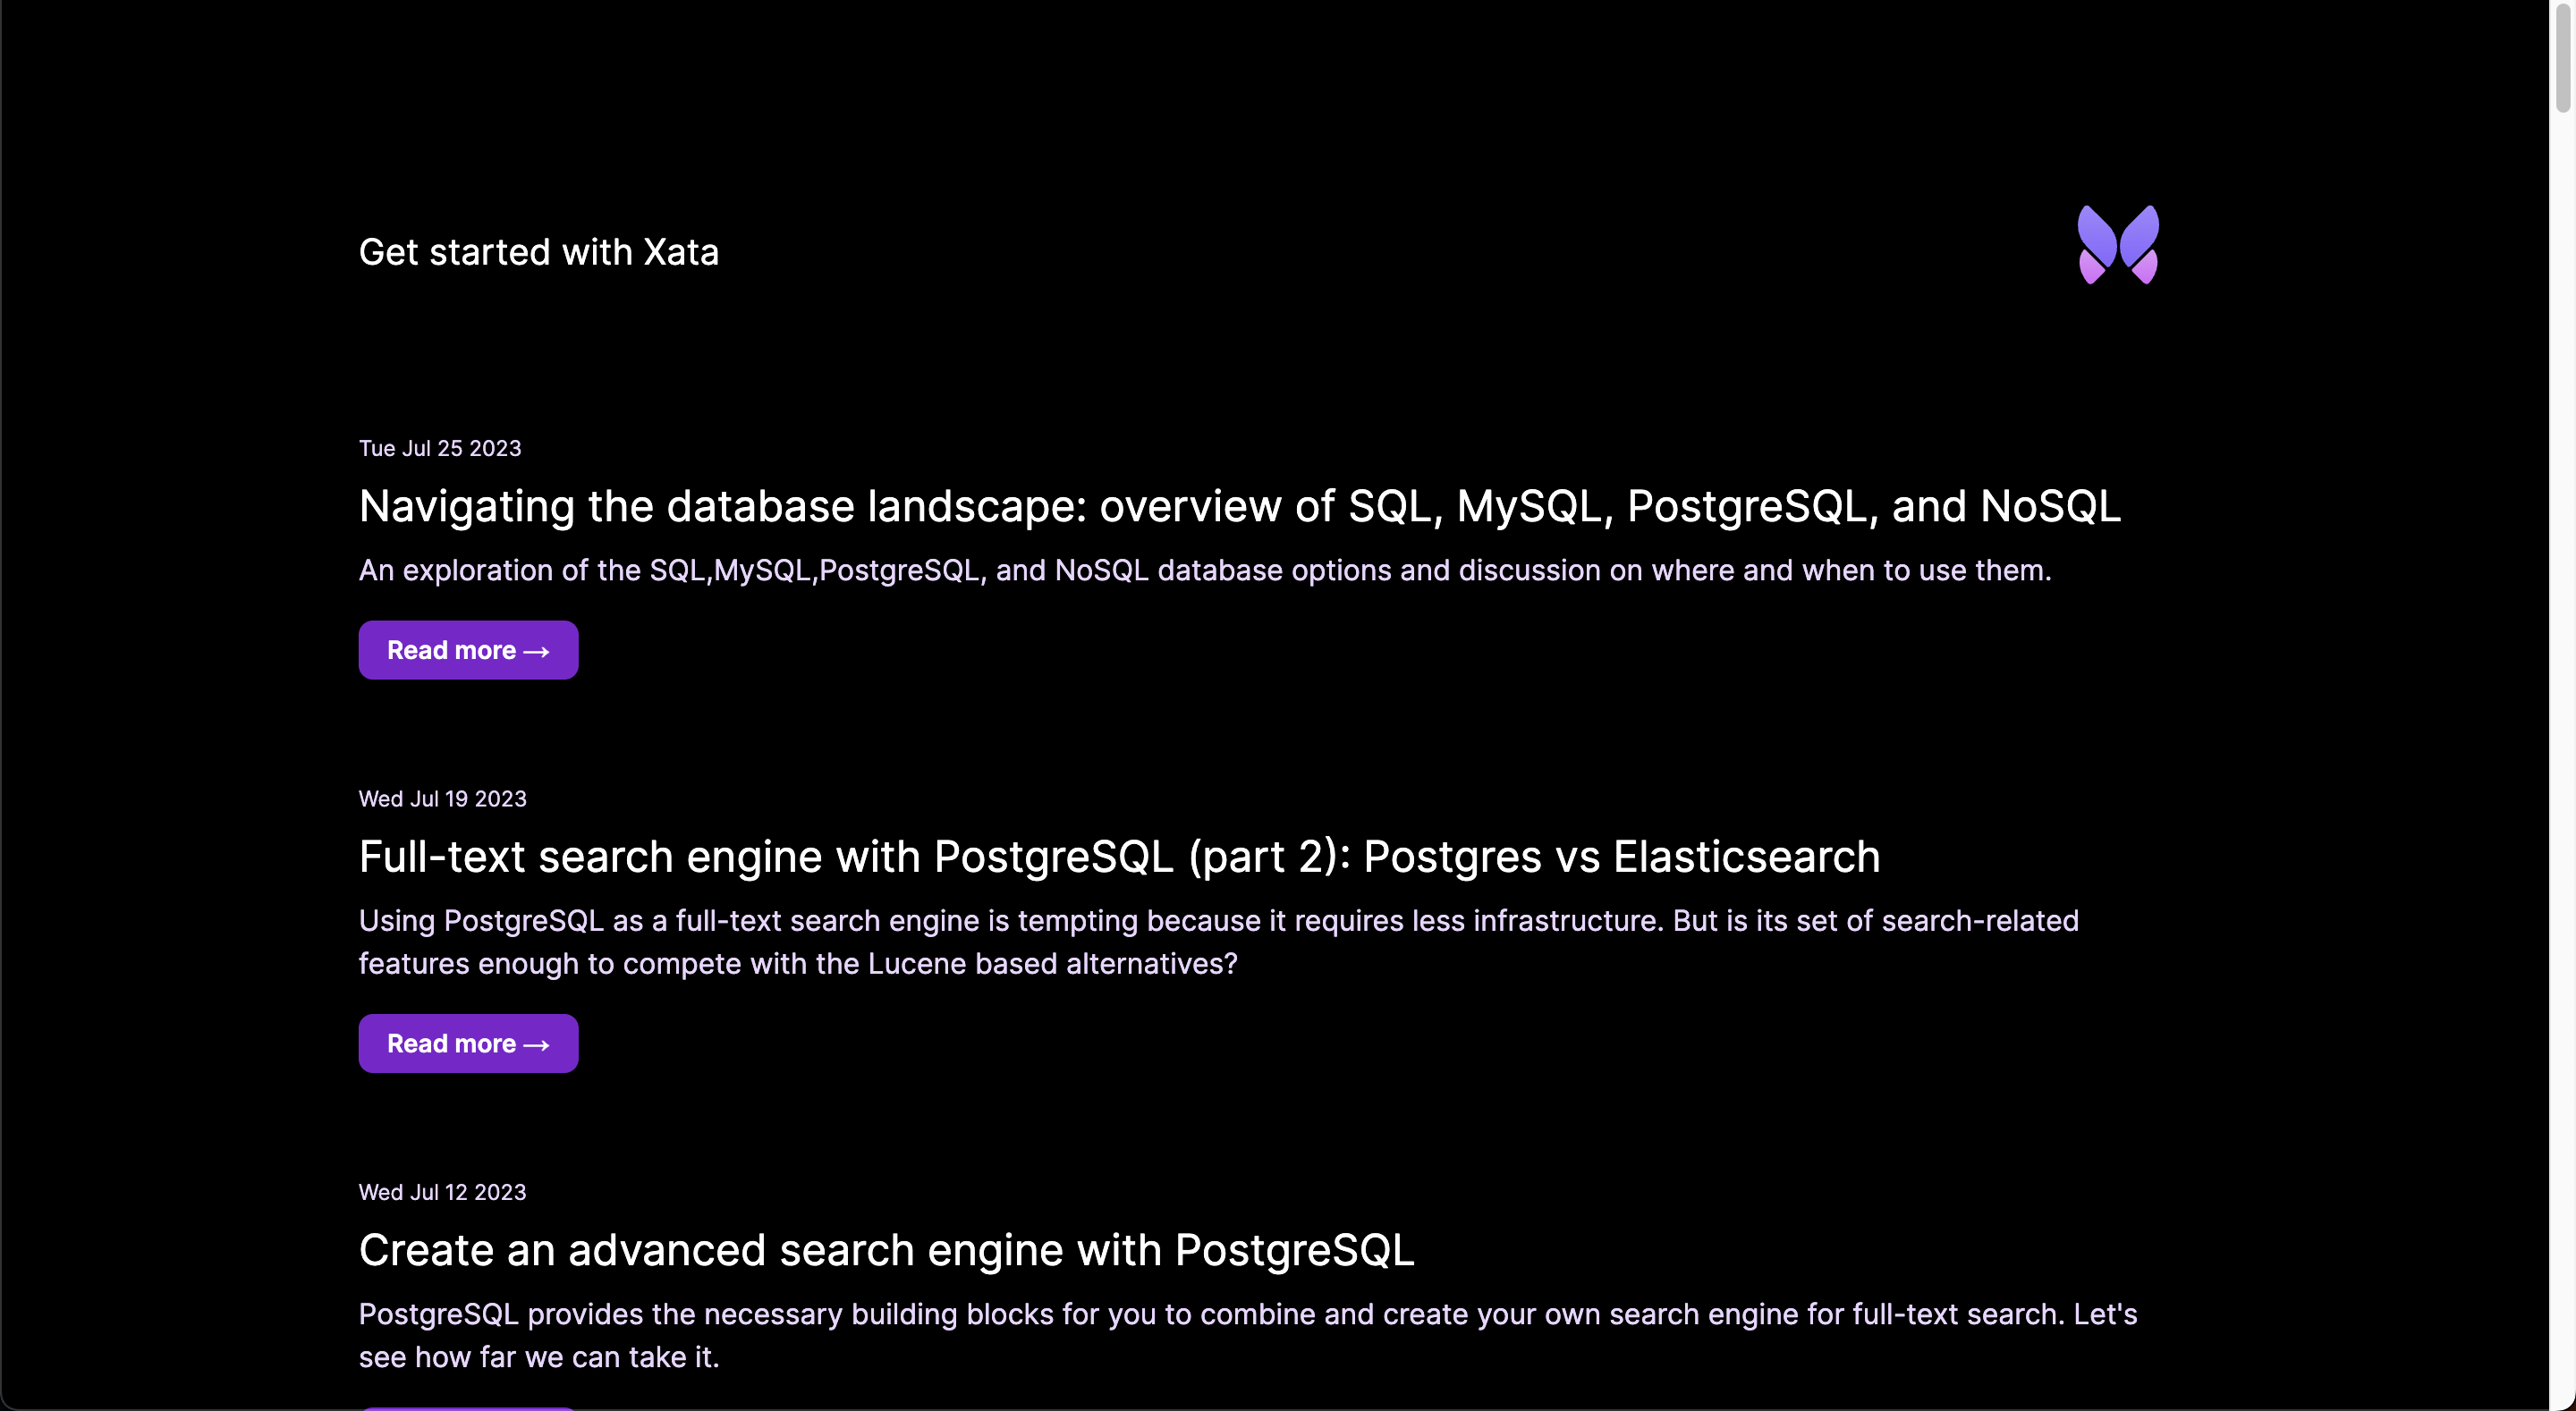 Get started with Xata
Tue Jul 25 2023
Navigating the database landscape: overview of SQL, MySQL, PostgreSQL, and NoSQL
An exploration of the SQL,MySQL,PostgreSQL, and NoSQL database options and discussion on where and when to use them.
Read more →
Wed Jul 19 2023
Full-text search engine with PostgreSQL (part 2): Postgres vs Elasticsearch
Using PostgreSQL as a full-text search engine is tempting because it requires less infrastructure. But is its set of search-related
features enough to compete with the Lucene based alternatives?
Read more →
Wed Jul 12 2023
Create an advanced search engine with PostgreSQL
PostgreSQL provides the necessary building blocks for you to combine and create your own search engine for full-text search. Let's
see how far we can take it.